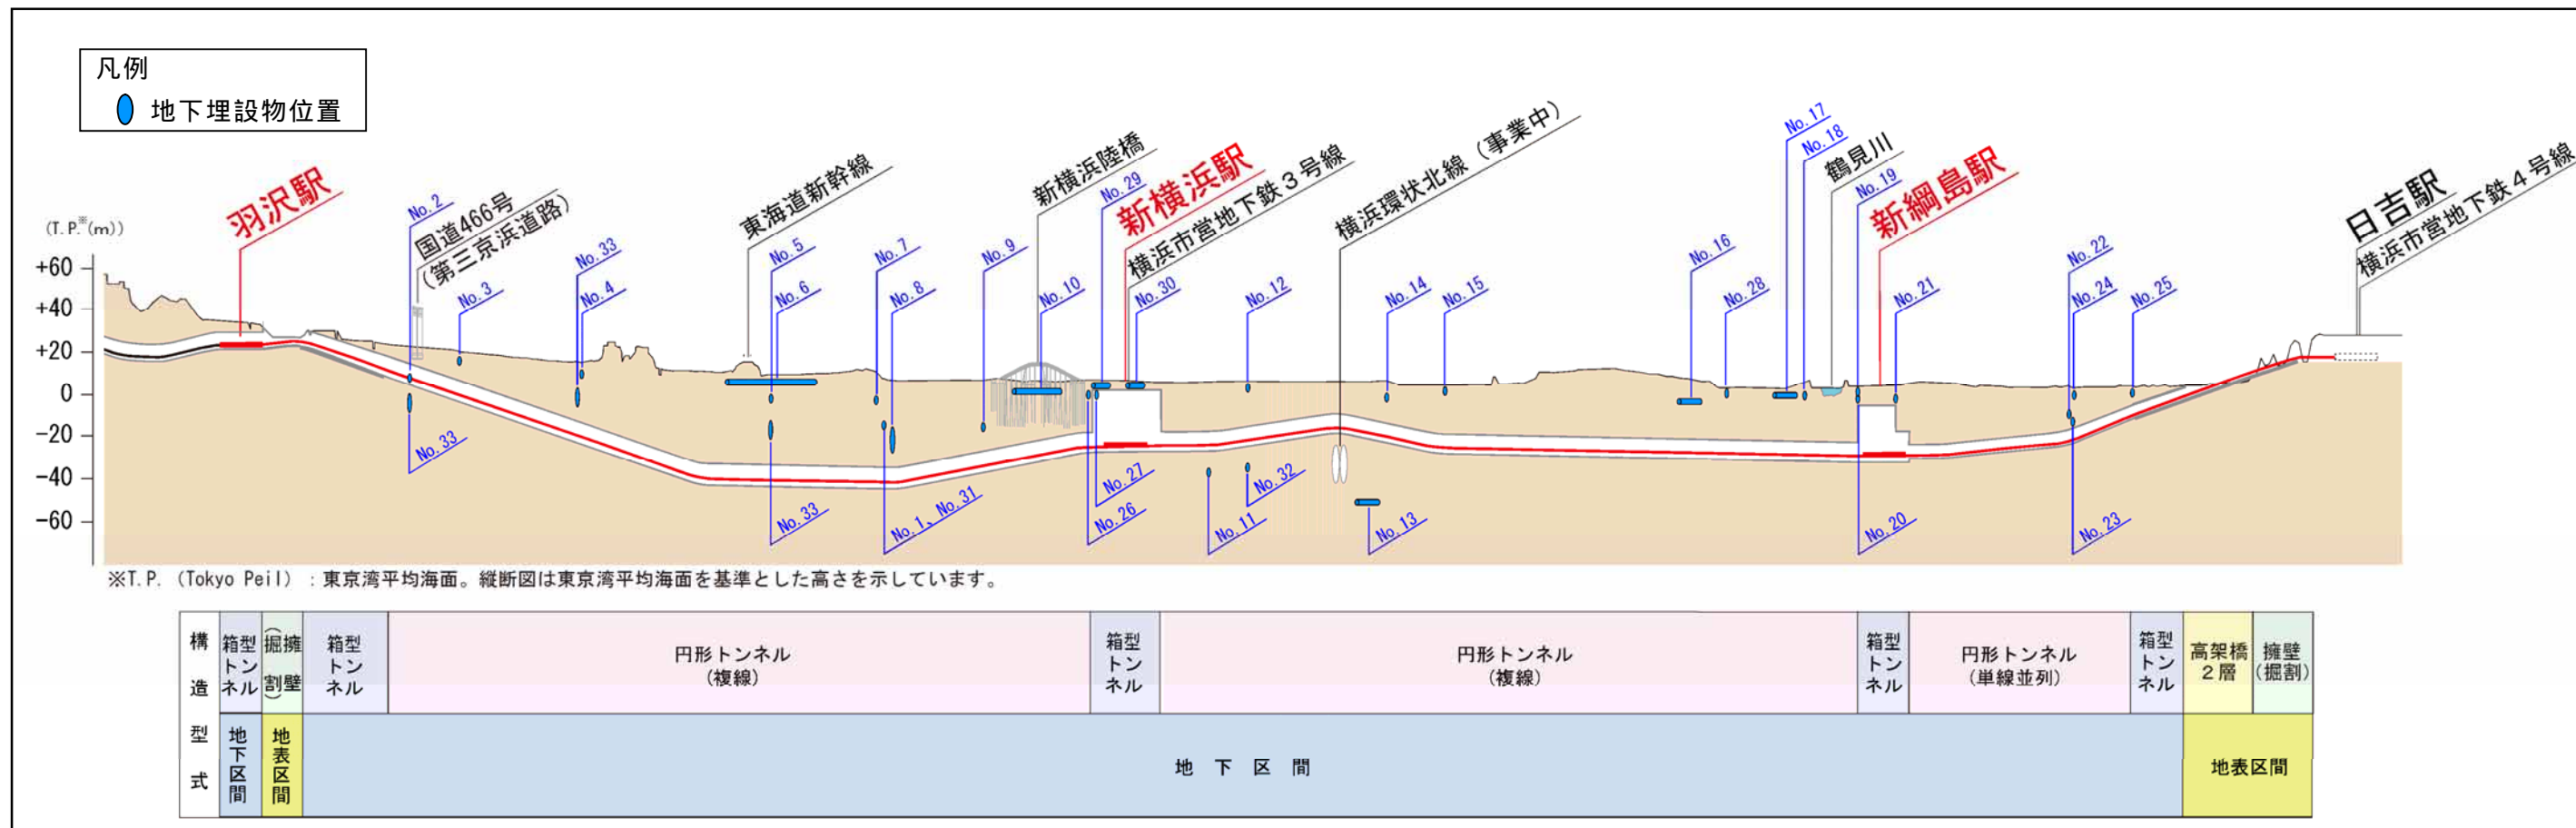 凡例
地下埋設物位置
(T.P.※(m))
+60
+40
+20
0
-20
-40
-60
羽沢駅
No.2
国道466号
(第三京浜道路)
No.3
No.33
No.4
東海道新幹線
No.5
No.6
No.7
No.8
No.9
新横浜陸橋
No.10
No.29
新横浜駅
横浜市営地下鉄3号線
No.30
No.12
横浜環状北線(事業中)
No.14
No.15
No.16
No.28
No.17
No.18
鶴見川
No.19
新綱島駅
No.21
No.22
No.24
No.25
日吉駅
横浜市営地下鉄4号線
No.33
No.33
No.1、No.31
No.27
No.26
No.11
No.32
No.13
No.20
No.23
※T.P.(Tokyo Peil):東京湾平均海面。縦断図は東京湾平均海面を基準とした高さを示しています。
構造型式
箱型トンネル
擁壁(掘割)
箱型トンネル
円形トンネル
(複線)
箱型トンネル
円形トンネル
(複線)
箱型トンネル
円形トンネル
(単線並列)
箱型トンネル
高架橋
2層
擁壁
(掘割)
地下区間
地表区間
地下区間
地表区間